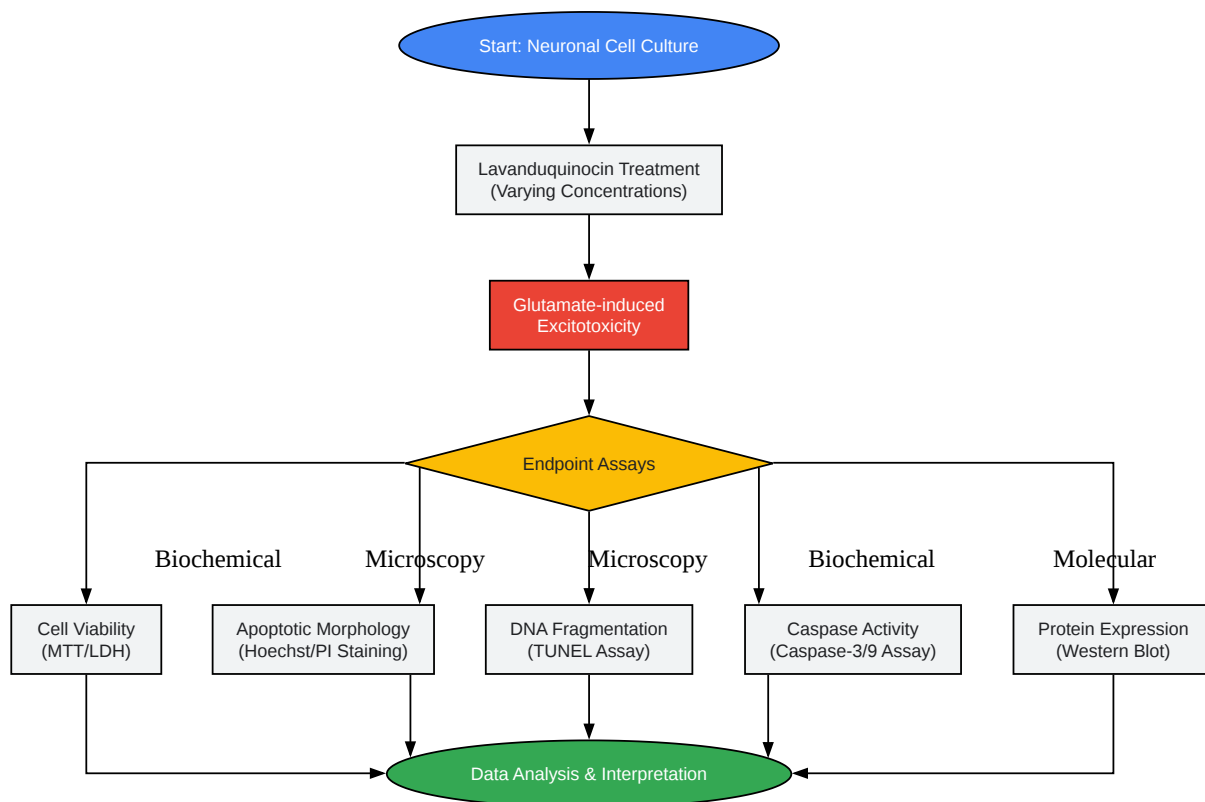 Start: Neuronal Cell Culture
Lavanduquinocin Treatment
(Varying Concentrations)
Glutamate-induced
Excitotoxicity
Endpoint Assays
Biochemical
Microscopy
Microscopy
Biochemical
Molecular
Cell Viability
(MTT/LDH)
Apoptotic Morphology
(Hoechst/PI Staining)
DNA Fragmentation
(TUNEL Assay)
Caspase Activity
(Caspase-3/9 Assay)
Protein Expression
(Western Blot)
Data Analysis & Interpretation